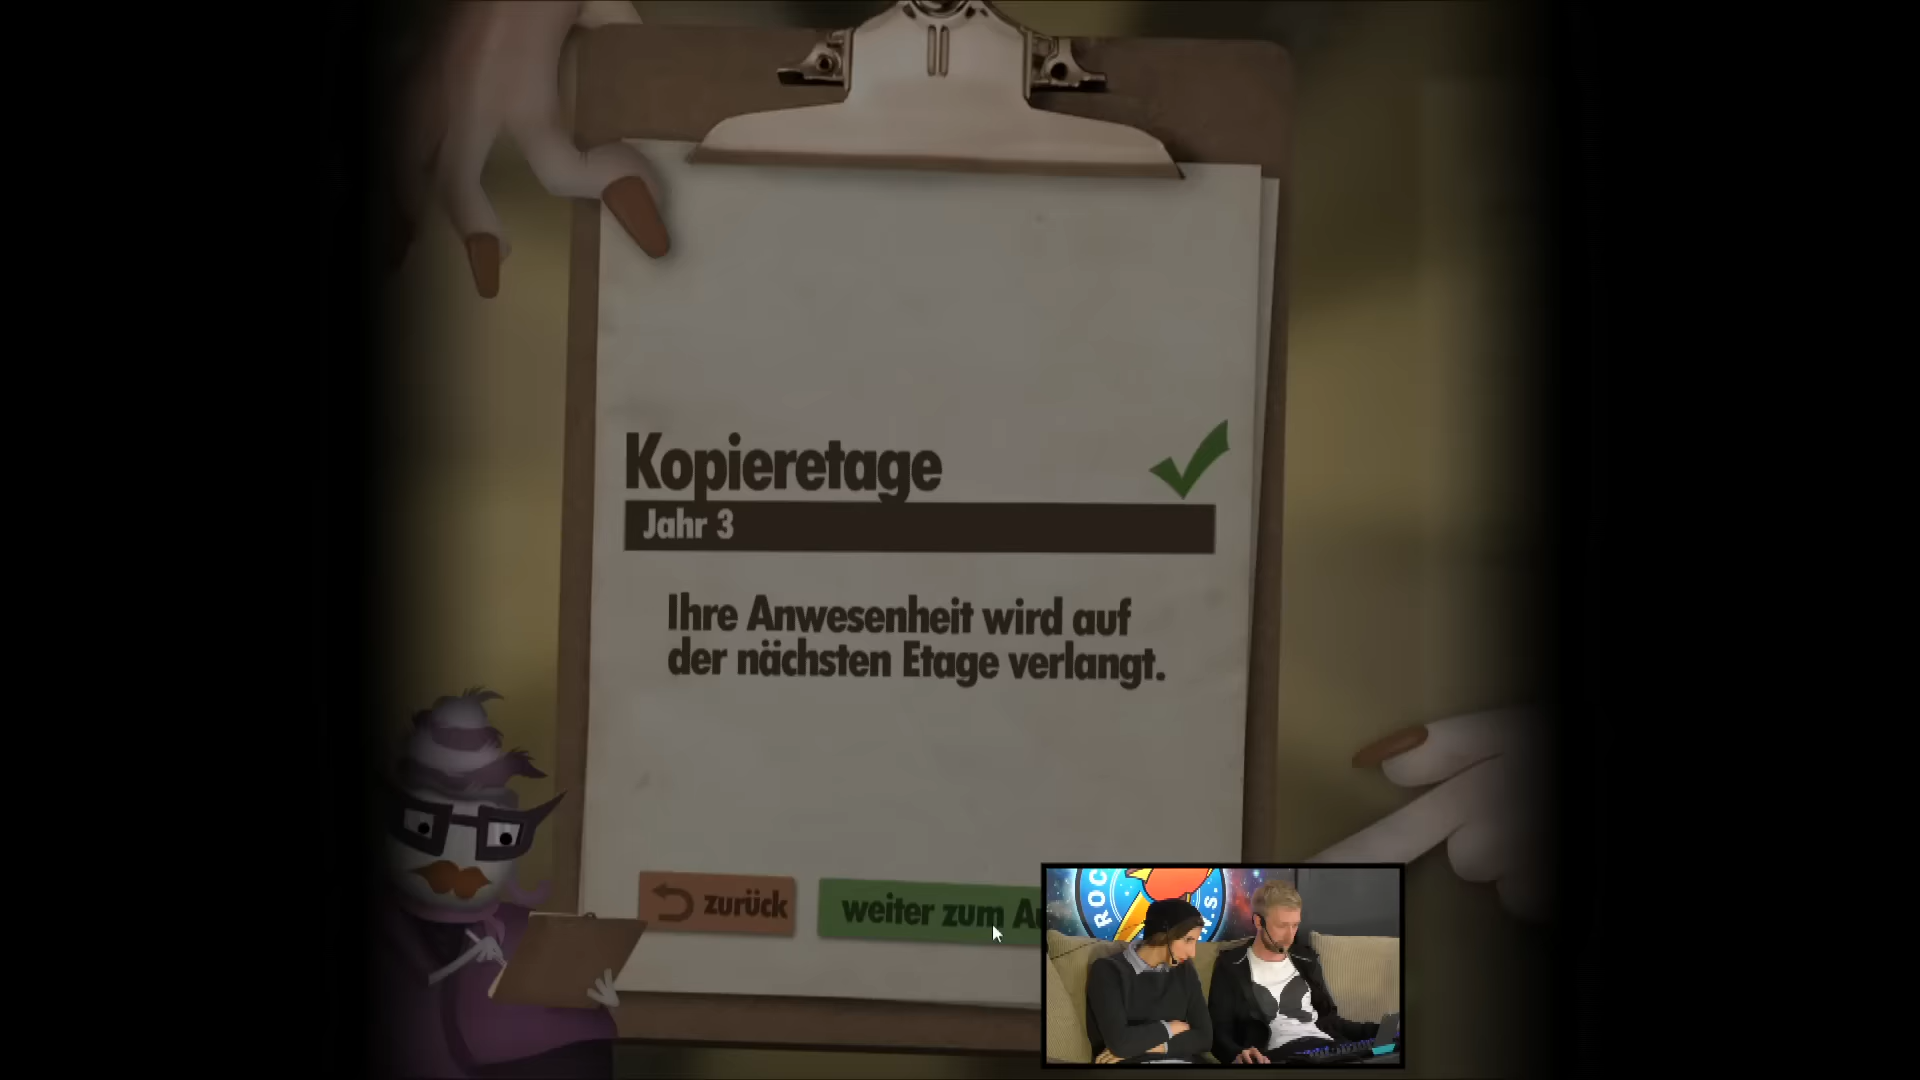 Kopieretage
Jahr 3
Ihre Anwesenheit wird auf
der nächsten Etage verlangt.
zurück
weiter zum